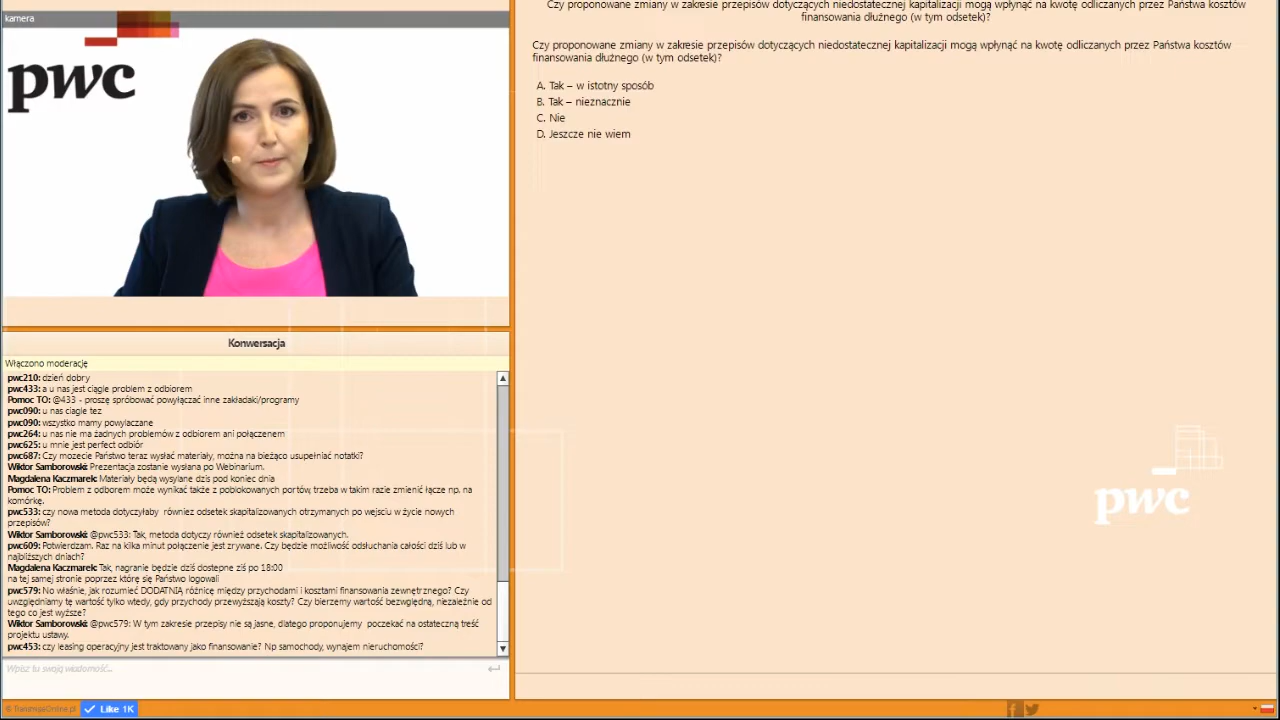 kamera
pwc
Konwersacja
Włączono moderację
pwc210: dzień dobry
pwc433: a u nas jest ciągle problem z odbiorem
Pomoc TO: @433 - proszę spróbować powyłączać inne zakładaki/programy
pwc090: u nas ciagle tez
pwc090: wszystko mamy powylaczane
pwc264: u nas nie ma żadnych problemów z odbiorem ani połączenem
pwc625: u mnie jest perfect odbiór
pwc687: Czy mozecie Państwo teraz wysłać materiały, można na bieżąco usupełniać notatki?
Wiktor Samborowski: Prezentacja zostanie wysłana po Webinarium.
Magdalena Kaczmarek: Materiały będą wysylane dzis pod koniec dnia
Pomoc TO: Problem z odborem może wynikać także z poblokowanych portów, trzeba w takim razie zmienić łącze np. na
komórkę.
pwc533: czy nowa metoda dotyczyłaby równiez odsetek skapitalizowanych otrzymanych po wejsciu w życie nowych
przepisów?
Wiktor Samborowski: @pwc533: Tak, metoda dotyczy również odsetek skapitalizowanych.
pwc609: Potwierdzam. Raz na kilka minut połączenie jest zrywane. Czy będzie możliwość odsłuchania całości dziś lub w
najbliższych dniach?
Magdalena Kaczmarek: Tak, nagranie będzie dziś dostepne ziś po 18:00
na tej samej stronie poprzez którę się Państwo logowali
pwc579: No właśnie, jak rozumieć DODATNIĄ różnicę między przychodami i kosztami finansowania zewnętrznego? Czy
uwzględniamy tę wartość tylko wtedy, gdy przychody przewyższają koszty? Czy bierzemy wartość bezwględną, niezależnie od
tego co jest wyższe?
Wiktor Samborowski: @pwc579: W tym zakresie przepisy nie są jasne, dlatego proponujemy poczekać na ostateczną treść
projektu ustawy.
pwc453: czy leasing operacyjny jest traktowany jako finansowanie? Np samochody, wynajem nieruchomości?
Wpisz tu swoją wiadomość...
© TransmisjeOnline.pl
Like 1K
Czy proponowane zmiany w zakresie przepisów dotyczących niedostatecznej kapitalizacji mogą wpłynąć na kwotę odliczanych przez Państwa kosztów
finansowania dłużnego (w tym odsetek)?
Czy proponowane zmiany w zakresie przepisów dotyczących niedostatecznej kapitalizacji mogą wpłynąć na kwotę odliczanych przez Państwa kosztów
finansowania dłużnego (w tym odsetek)?
A. Tak – w istotny sposób
B. Tak – nieznacznie
C. Nie
D. Jeszcze nie wiem
pwc